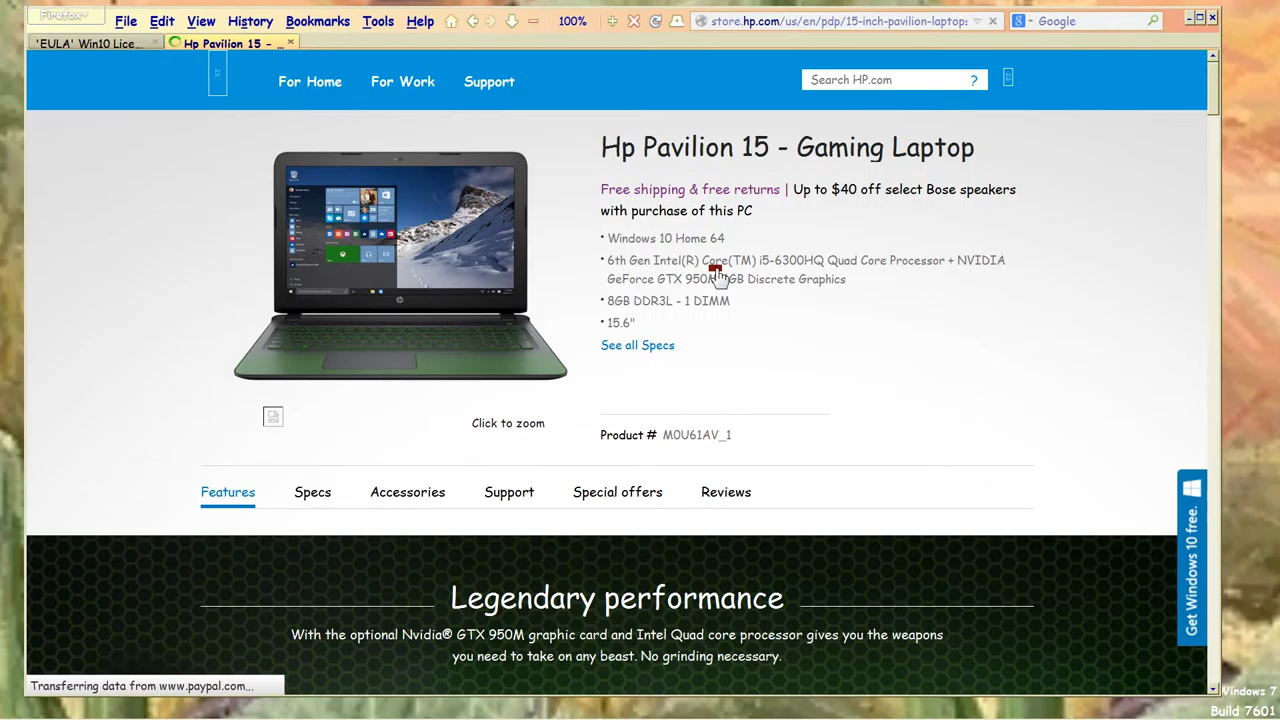 Firefox
File Edit View History Bookmarks Tools Help 100% store.hp.com/us/en/pdp/15-inch-pavilion-laptops Google
'EULA' Win10 Lice... Hp Pavilion 15 - ...
For Home For Work Support Search HP.com ?
Hp Pavilion 15 - Gaming Laptop
Free shipping & free returns | Up to $40 off select Bose speakers
with purchase of this PC
• Windows 10 Home 64
• 6th Gen Intel(R) Core(TM) i5-6300HQ Quad Core Processor + NVIDIA
GeForce GTX 950M GB Discrete Graphics
• 8GB DDR3L - 1 DIMM
• 15.6"
See all Specs
Click to zoom
Product # M0U61AV_1
Features Specs Accessories Support Special offers Reviews
Get Windows 10 free.
Legendary performance
With the optional Nvidia® GTX 950M graphic card and Intel Quad core processor gives you the weapons
you need to take on any beast. No grinding necessary.
Transferring data from www.paypal.com...
Windows 7
Build 7601